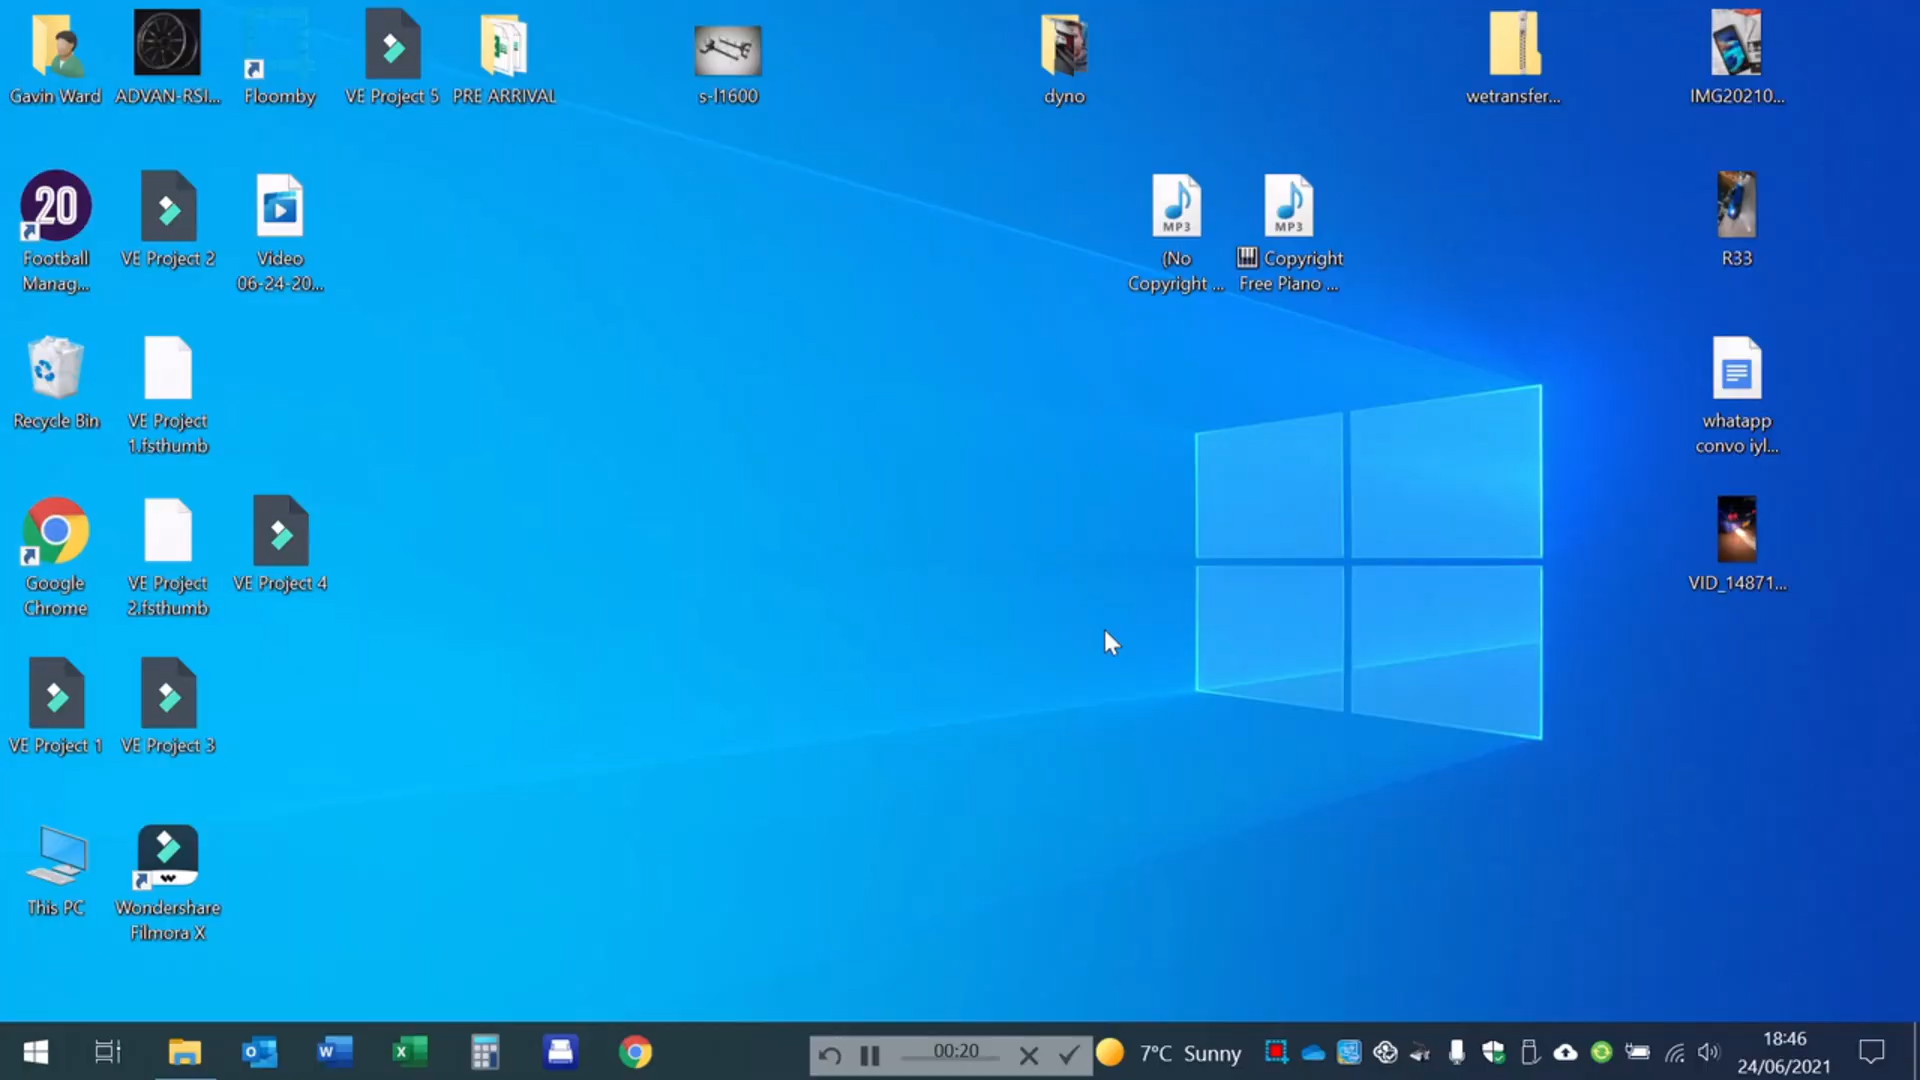 Gavin Ward
ADVAN-RSI...
Floomby
VE Project 5
PRE ARRIVAL
s-l1600
dyno
wetransfer...
IMG20210...
20
Football
Manag...
VE Project 2
Video
06-24-20...
MP3
(No
Copyright ...
MP3
Copyright
Free Piano ...
R33
Recycle Bin
VE Project
1.fsthumb
whatapp
convo iyl...
Google
Chrome
VE Project
2.fsthumb
VE Project 4
VID_14871...
VE Project 1
VE Project 3
This PC
Wondershare
Filmora X
00:20
7°C Sunny
18:46
24/06/2021